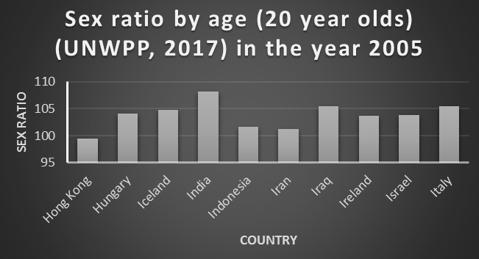 Sex ratio by age (20 year olds)
(UNWPP, 2017) in the year 2005
SEX RATIO
110
105
100
95
Hong Kong
Hungary
Iceland
India
Indonesia
Iran
Iraq
Ireland
Israel
Italy
COUNTRY